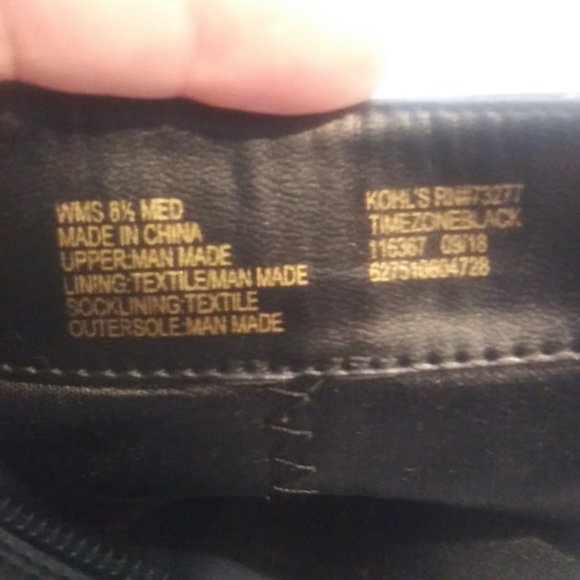 WMS 8½ MED
MADE IN CHINA
UPPER:MAN MADE
LINING:TEXTILE/MAN MADE
SOCKLINING:TEXTILE
OUTERSOLE:MAN MADE
KOHL'S RN#73277
TIMEZONEBLACK
116367 09/18